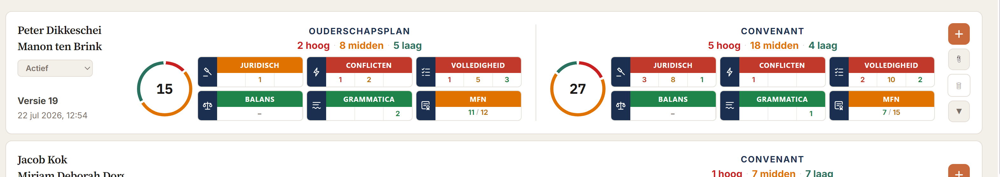 Peter Dikkeschei
Manon ten Brink
Actief
Versie 19
22 jul 2026, 12:54
15
OUDERSCHAPSPLAN
2 hoog · 8 midden · 5 laag
JURIDISCH
1
CONFLICTEN
1 2
VOLLEDIGHEID
1 5 3
BALANS
–
GRAMMATICA
2
MFN
11 / 12
27
CONVENANT
5 hoog · 18 midden · 4 laag
JURIDISCH
3 8 1
CONFLICTEN
1
VOLLEDIGHEID
2 10 2
BALANS
–
GRAMMATICA
1
MFN
7 / 15
+
▼
Jacob Kok
Miriam Deborah
CONVENANT
1 hoog · 7 midden · 7 laag
+